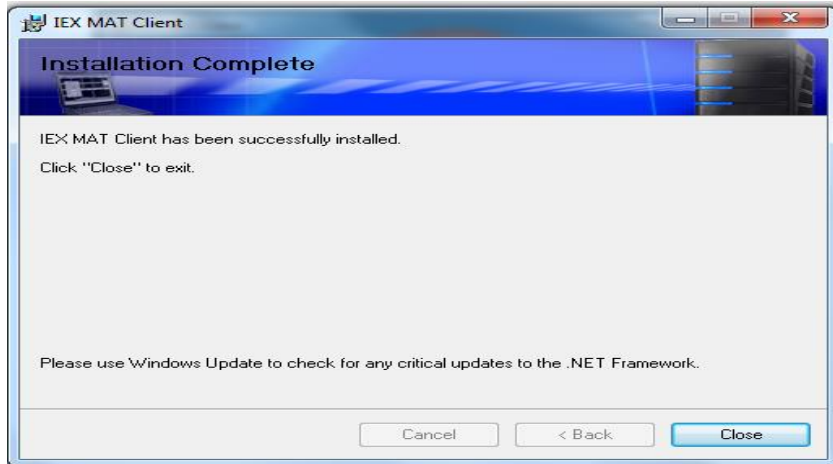 IEX MAT Client
Installation Complete
IEX MAT Client has been successfully installed.
Click "Close" to exit.
Please use Windows Update to check for any critical updates to the .NET Framework.
Cancel < Back Close